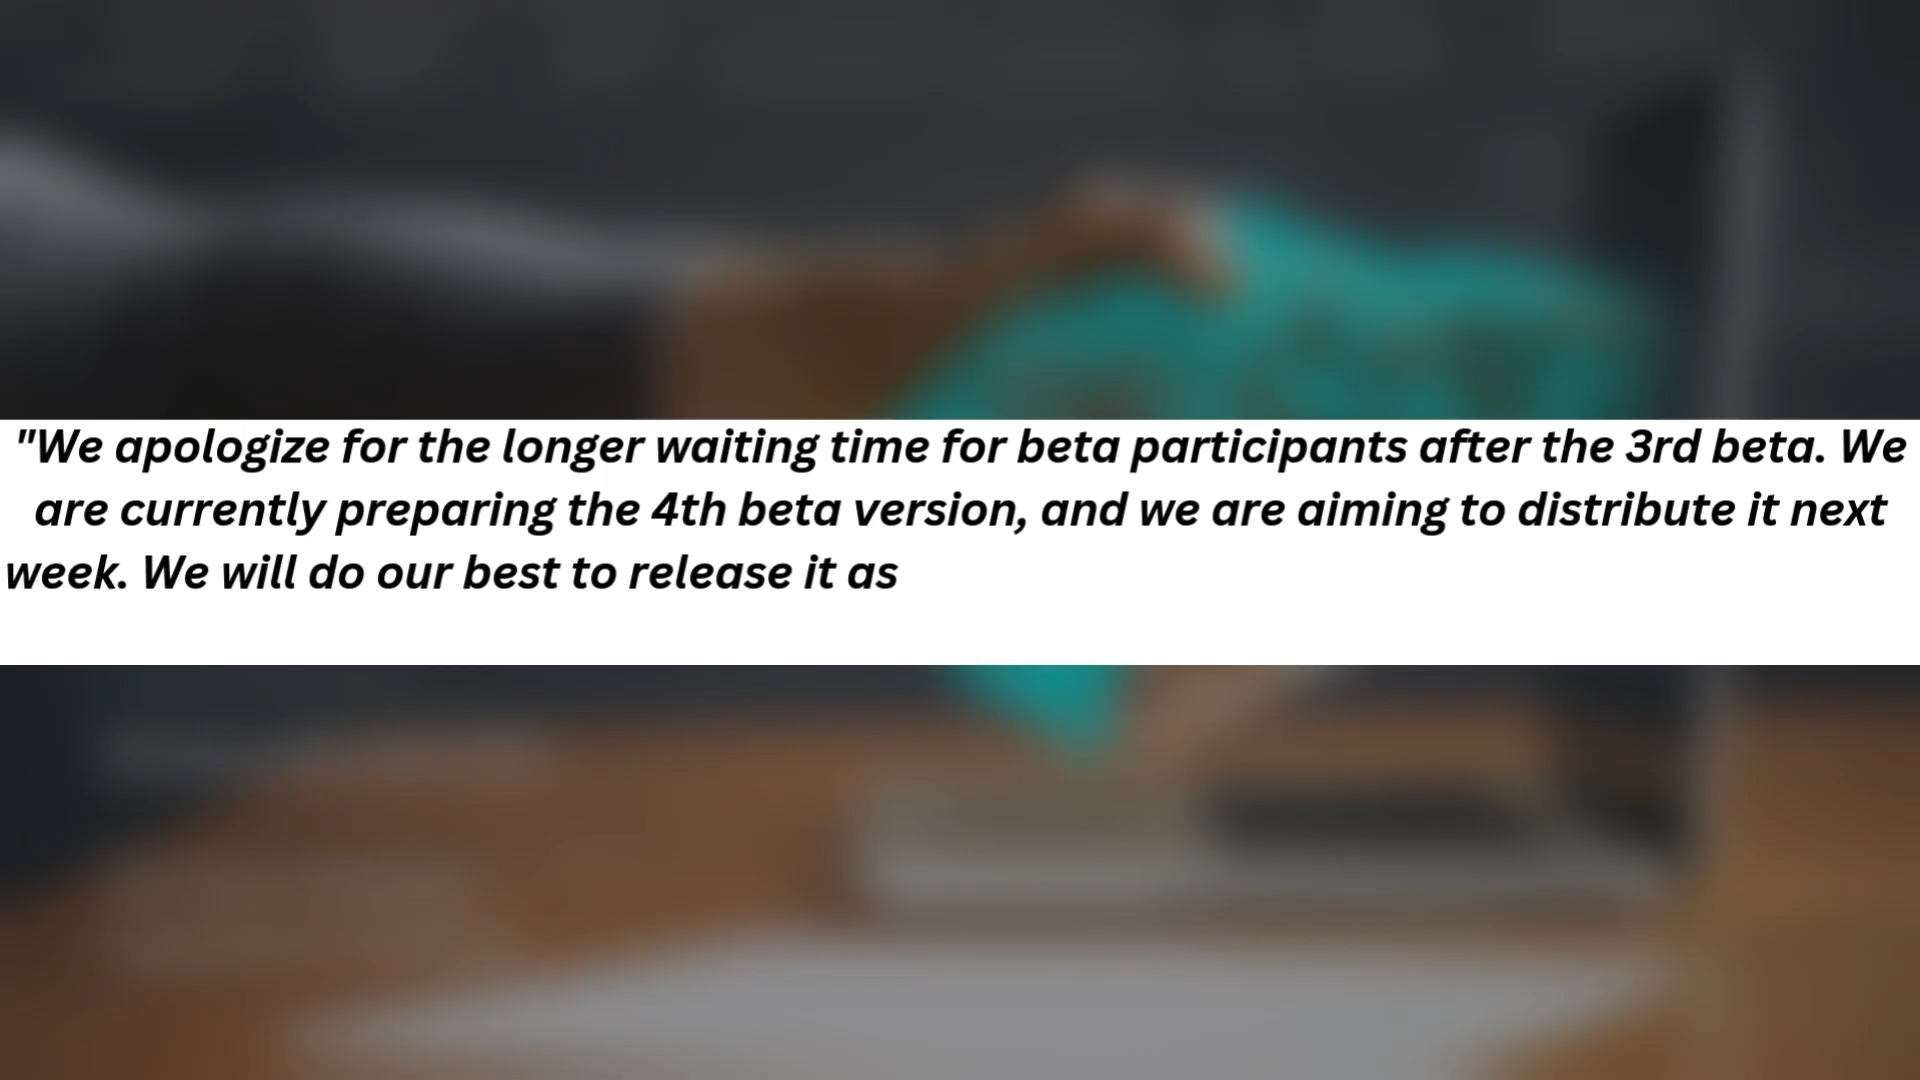 "We apologize for the longer waiting time for beta participants after the 3rd beta. We
are currently preparing the 4th beta version, and we are aiming to distribute it next
week. We will do our best to release it as